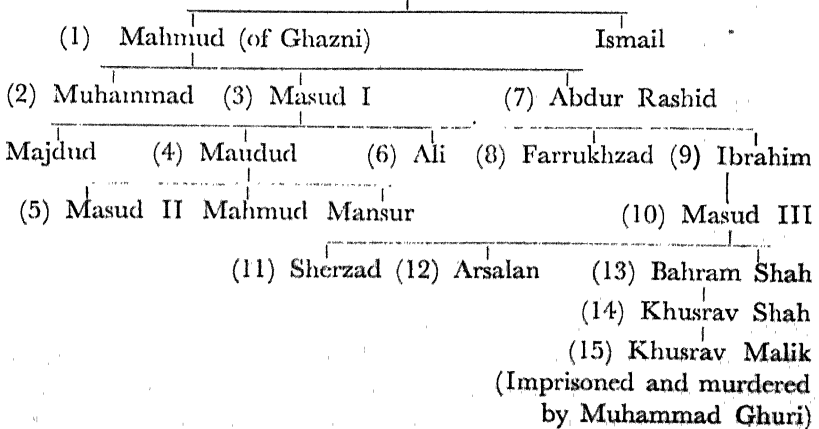 (1) Mahmud (of Ghazni) Ismail
(2) Muhammad (3) Masud I (7) Abdur Rashid
Majdud (4) Maudud (6) Ali (8) Farrukhzad (9) Ibrahim
(5) Masud II Mahmud Mansur (10) Masud III
(11) Sherzad (12) Arsalan (13) Bahram Shah
(14) Khusrav Shah
(15) Khusrav Malik
(Imprisoned and murdered
by Muhammad Ghuri)